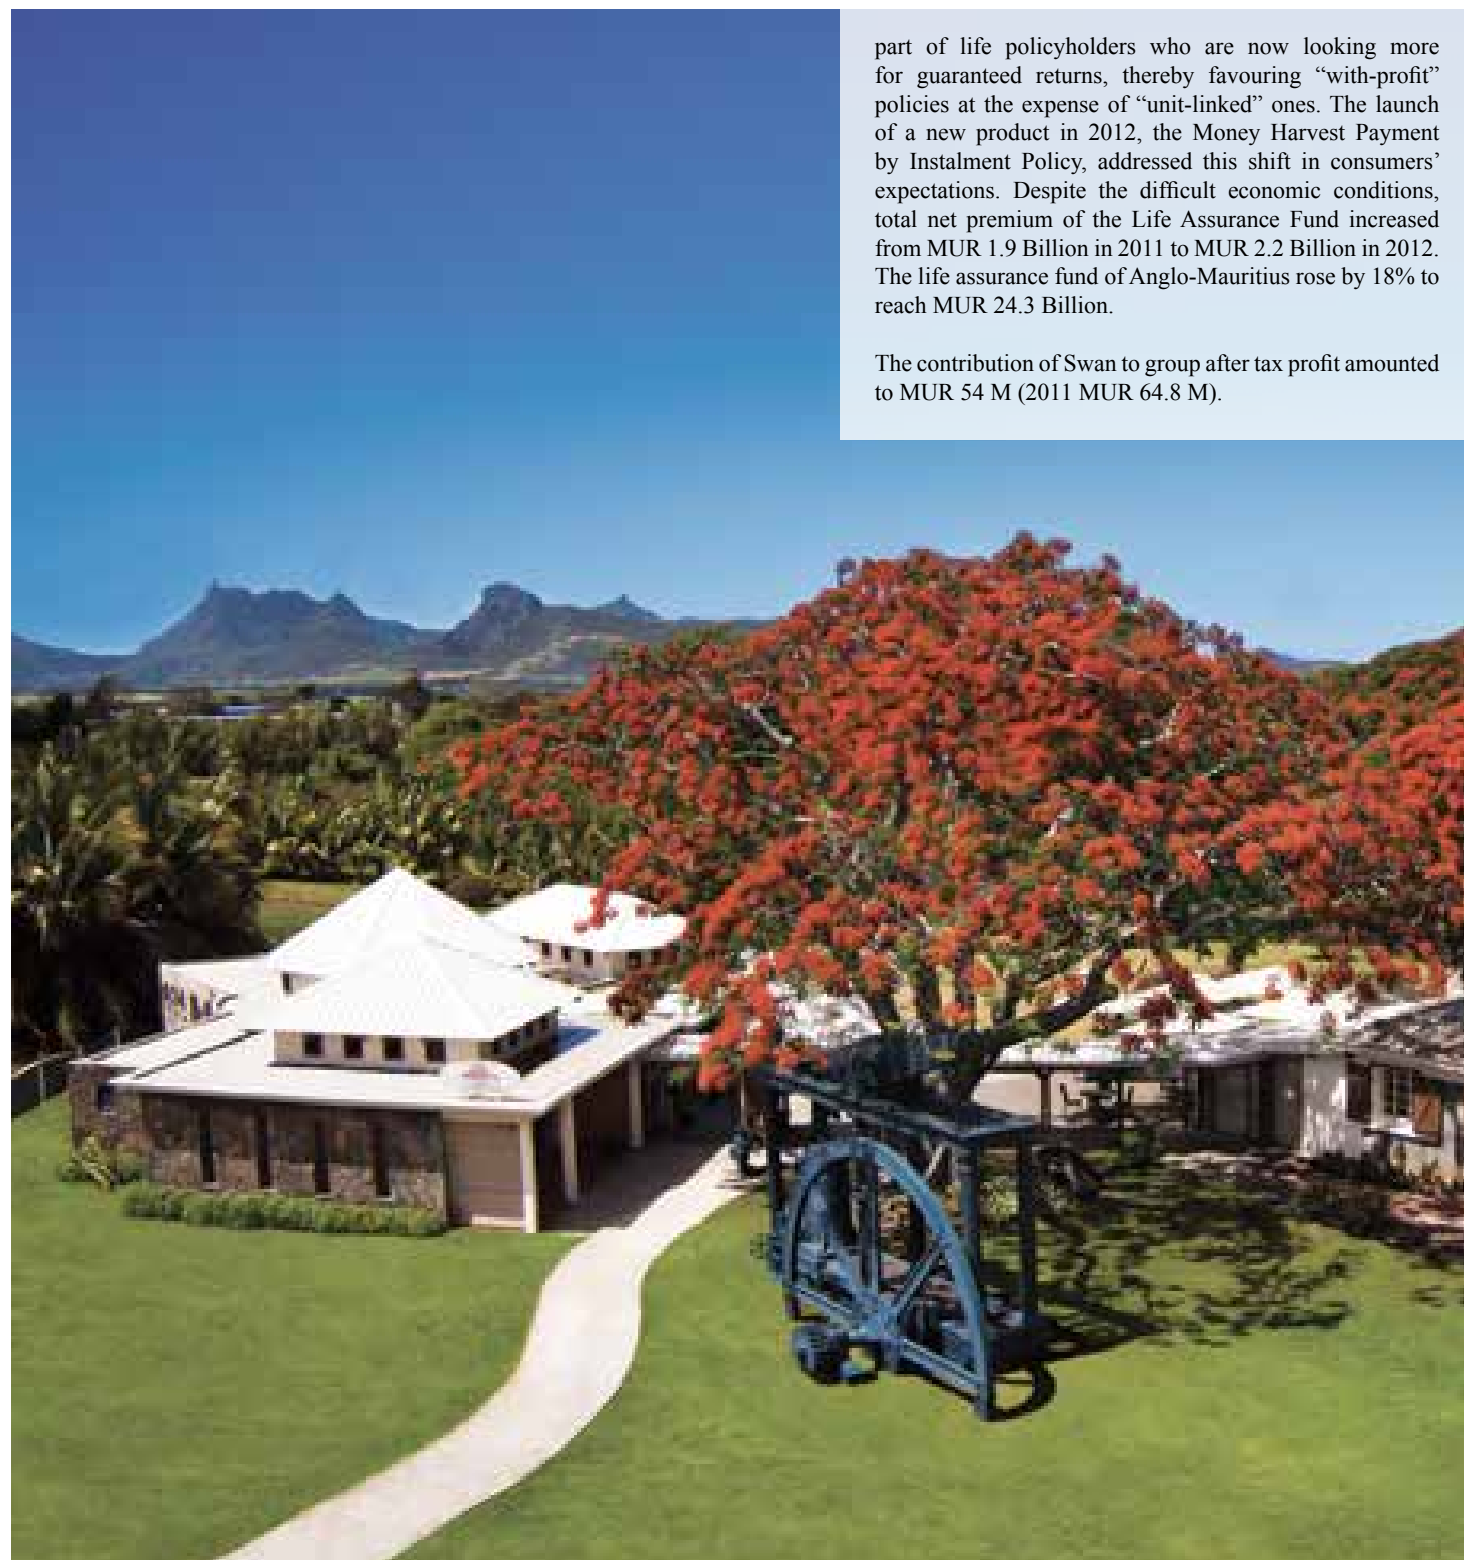 part of life policyholders who are now looking more
for guaranteed returns, thereby favouring “with-profit”
policies at the expense of “unit-linked” ones. The launch
of a new product in 2012, the Money Harvest Payment
by Instalment Policy, addressed this shift in consumers’
expectations. Despite the difficult economic conditions,
total net premium of the Life Assurance Fund increased
from MUR 1.9 Billion in 2011 to MUR 2.2 Billion in 2012.
The life assurance fund of Anglo-Mauritius rose by 18% to
reach MUR 24.3 Billion.
The contribution of Swan to group after tax profit amounted
to MUR 54 M (2011 MUR 64.8 M).